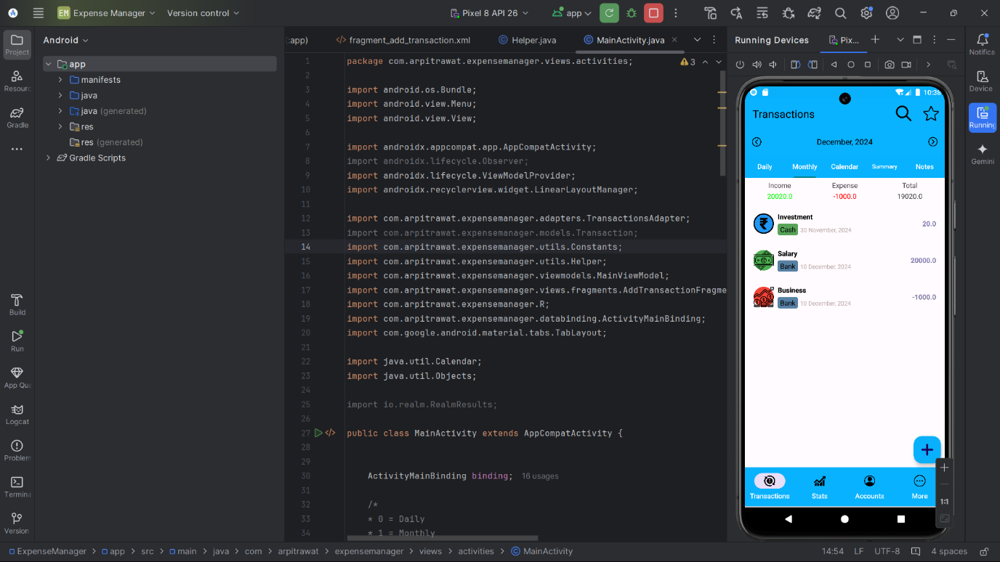 EM Expense Manager Version control Pixel 8 API 26 app
Android
Project
Resour
Gradle
app
manifests
java
java (generated)
res
res (generated)
Gradle Scripts
Build
Run
App Qua
Logcat
Problem
Termina
Version
:app) fragment_add_transaction.xml Helper.java MainActivity.java
3
1 package com.arpitrawat.expensemanager.views.activities;
2
3 import android.os.Bundle;
4 import android.view.Menu;
5 import android.view.View;
6
7 import androidx.appcompat.app.AppCompatActivity;
8 import androidx.lifecycle.Observer;
9 import androidx.lifecycle.ViewModelProvider;
10 import androidx.recyclerview.widget.LinearLayoutManager;
11
12 import com.arpitrawat.expensemanager.adapters.TransactionsAdapter;
13 import com.arpitrawat.expensemanager.models.Transaction;
14 import com.arpitrawat.expensemanager.utils.Constants;
15 import com.arpitrawat.expensemanager.utils.Helper;
16 import com.arpitrawat.expensemanager.viewmodels.MainViewModel;
17 import com.arpitrawat.expensemanager.views.fragments.AddTransactionFragme
18 import com.arpitrawat.expensemanager.R;
19 import com.arpitrawat.expensemanager.databinding.ActivityMainBinding;
20 import com.google.android.material.tabs.TabLayout;
21
22 import java.util.Calendar;
23 import java.util.Objects;
24
25 import io.realm.RealmResults;
26
27 public class MainActivity extends AppCompatActivity {
28
29
30 ActivityMainBinding binding; 16 usages
31
32 /*
33 * 0 = Daily
34 * 1 = Monthly
Running Devices Pix...
10:38
Transactions
December, 2024
Daily Monthly Calendar Summary Notes
Income Expense Total
20020.0 -1000.0 19020.0
Investment
Cash 30 November, 2024 20.0
Salary
Bank 10 December, 2024 20000.0
Business
Bank 10 December, 2024 -1000.0
Transactions Stats Accounts More
1:1
Notifica
Device
Running
Gemini
ExpenseManager > app > src > main > java > com > arpitrawat > expensemanager > views > activities > MainActivity
14:54 LF UTF-8 4 spaces